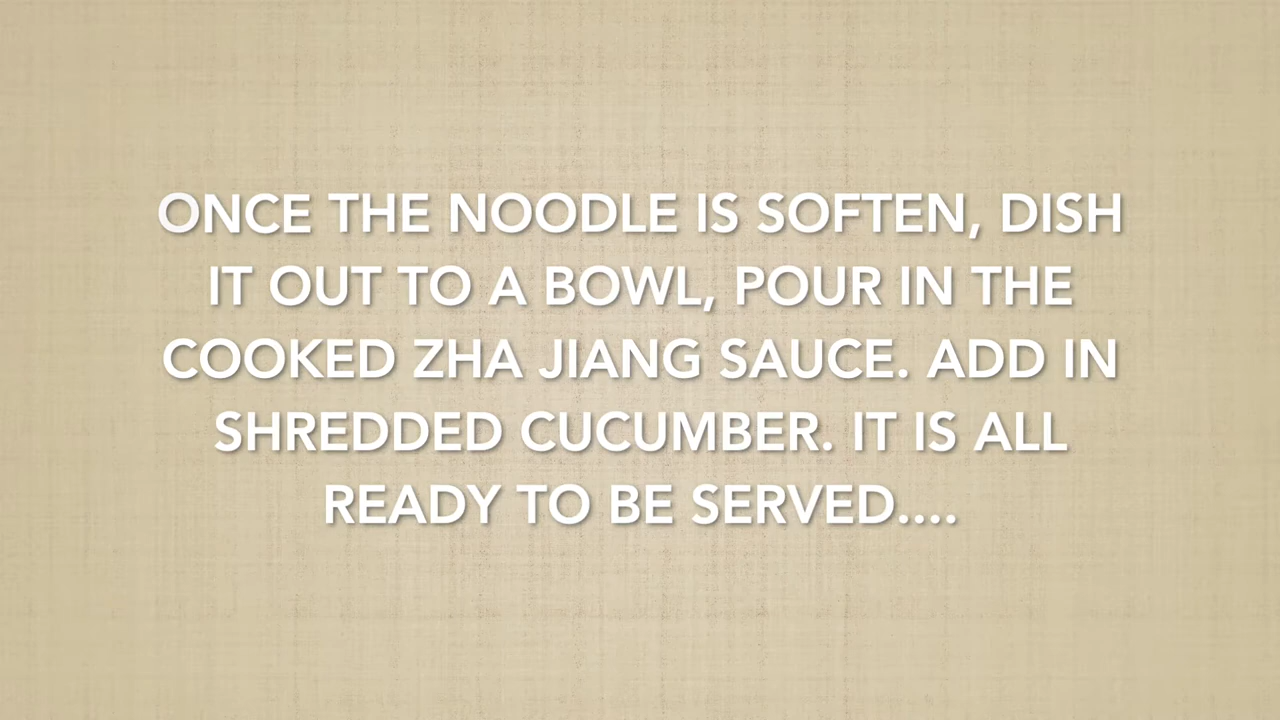 ONCE THE NOODLE IS SOFTEN, DISH
IT OUT TO A BOWL, POUR IN THE
COOKED ZHA JIANG SAUCE. ADD IN
SHREDDED CUCUMBER. IT IS ALL
READY TO BE SERVED....